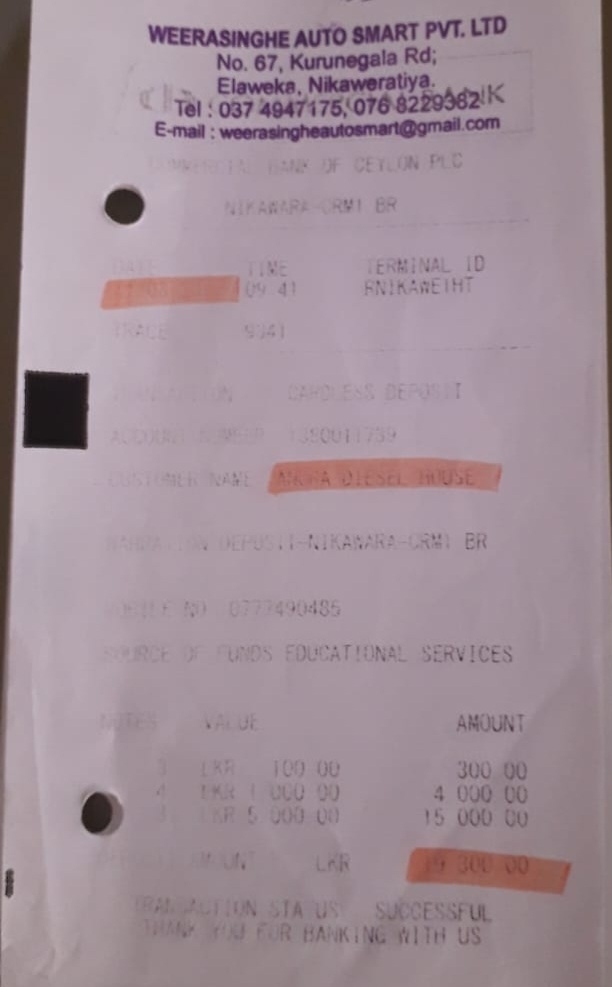 WEERASINGHE AUTO SMART PVT. LTD
No. 67, Kurunegala Rd;
Elaweka, Nikaweratiya.
Tel : 037 4947175, 076 8229362
E-mail : weerasingheautosmart@gmail.com
COMMERCIAL BANK OF CEYLON PLC
NIKAWARA-CRM1 BR
DATE TIME TERMINAL ID
09 41
TRACE 9341
TRANSACTION CARDLESS DEPOSIT
ACCOUNT NUMBER
CUSTOMER NAME DIESEL HOUSE
NARRATION DEPOSIT-NIKAWARA-CRM1 BR
MOBILE NO 0777490485
SOURCE OF FUNDS EDUCATIONAL SERVICES
NOTES VALUE AMOUNT
3 LKR 100 00 300 00
4 LKR 1 000 00 4 000 00
3 LKR 5 000 00 15 000 00
DEPOSIT AMOUNT LKR 19 300 00
TRANSACTION STATUS SUCCESSFUL
THANK YOU FOR BANKING WITH US